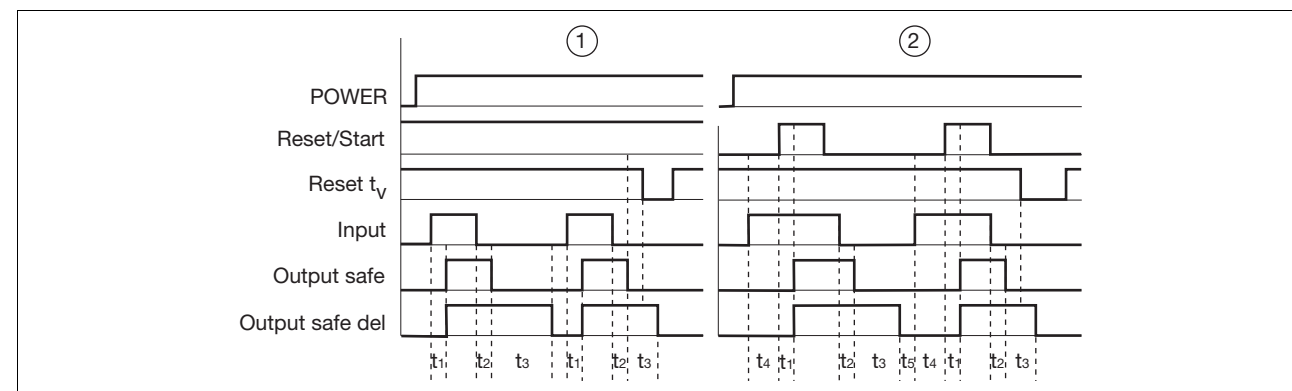 ① ②
POWER
Reset/Start
Reset tv
Input
Output safe
Output safe del
t1 t2 t3 t1 t2 t3 t4 t1 t2 t3 t5 t4 t1 t2 t3